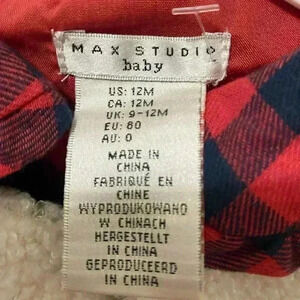 MAX STUDIO
baby
US: 12M
CA: 12M
UK: 9-12M
EU: 80
AU: 0
MADE IN
CHINA
FABRIQUÉ EN
CHINE
WYPRODUKOWANO
W CHINACH
HERGESTELLT
IN CHINA
GEPRODUCEERD
IN CHINA